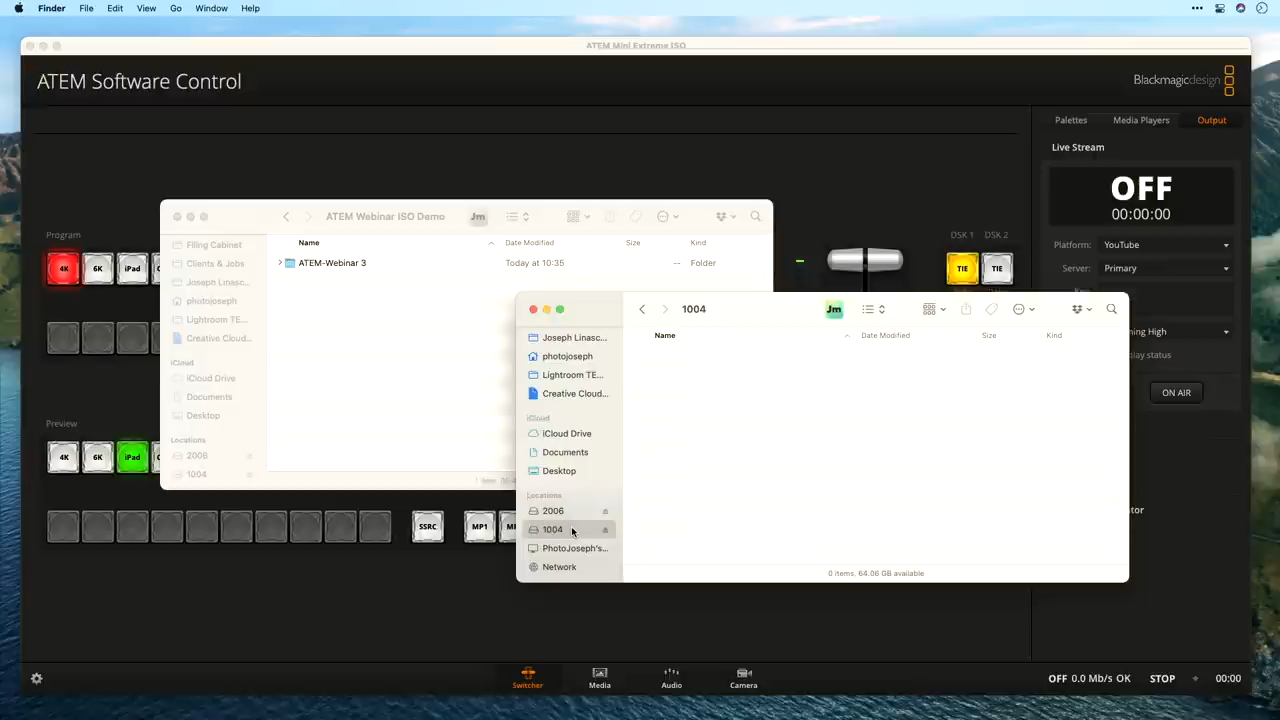 Finder File Edit View Go Window Help
ATEM Mini Extreme ISO
ATEM Software Control
Blackmagicdesign
Palettes Media Players Output
Live Stream
OFF
00:00:00
Platform: YouTube
Server: Primary
ON AIR
Program
DSK 1 DSK 2
4K 6K iPad
TIE TIE
Preview
4K 6K iPad
SSRC MP1
ATEM Webinar ISO Demo
Jm
Filing Cabinet
Clients & Jobs
Joseph Linasc...
photojoseph
Lightroom TE...
Creative Cloud...
iCloud
iCloud Drive
Documents
Desktop
Locations
2006
1004
Name Date Modified Size Kind
ATEM-Webinar 3 Today at 10:35 -- Folder
1004
Jm
Joseph Linasc...
photojoseph
Lightroom TE...
Creative Cloud...
iCloud
iCloud Drive
Documents
Desktop
Locations
2006
1004
PhotoJoseph's...
Network
Name Date Modified Size Kind
0 items, 64.06 GB available
Switcher Media Audio Camera
OFF 0.0 Mb/s OK STOP 00:00